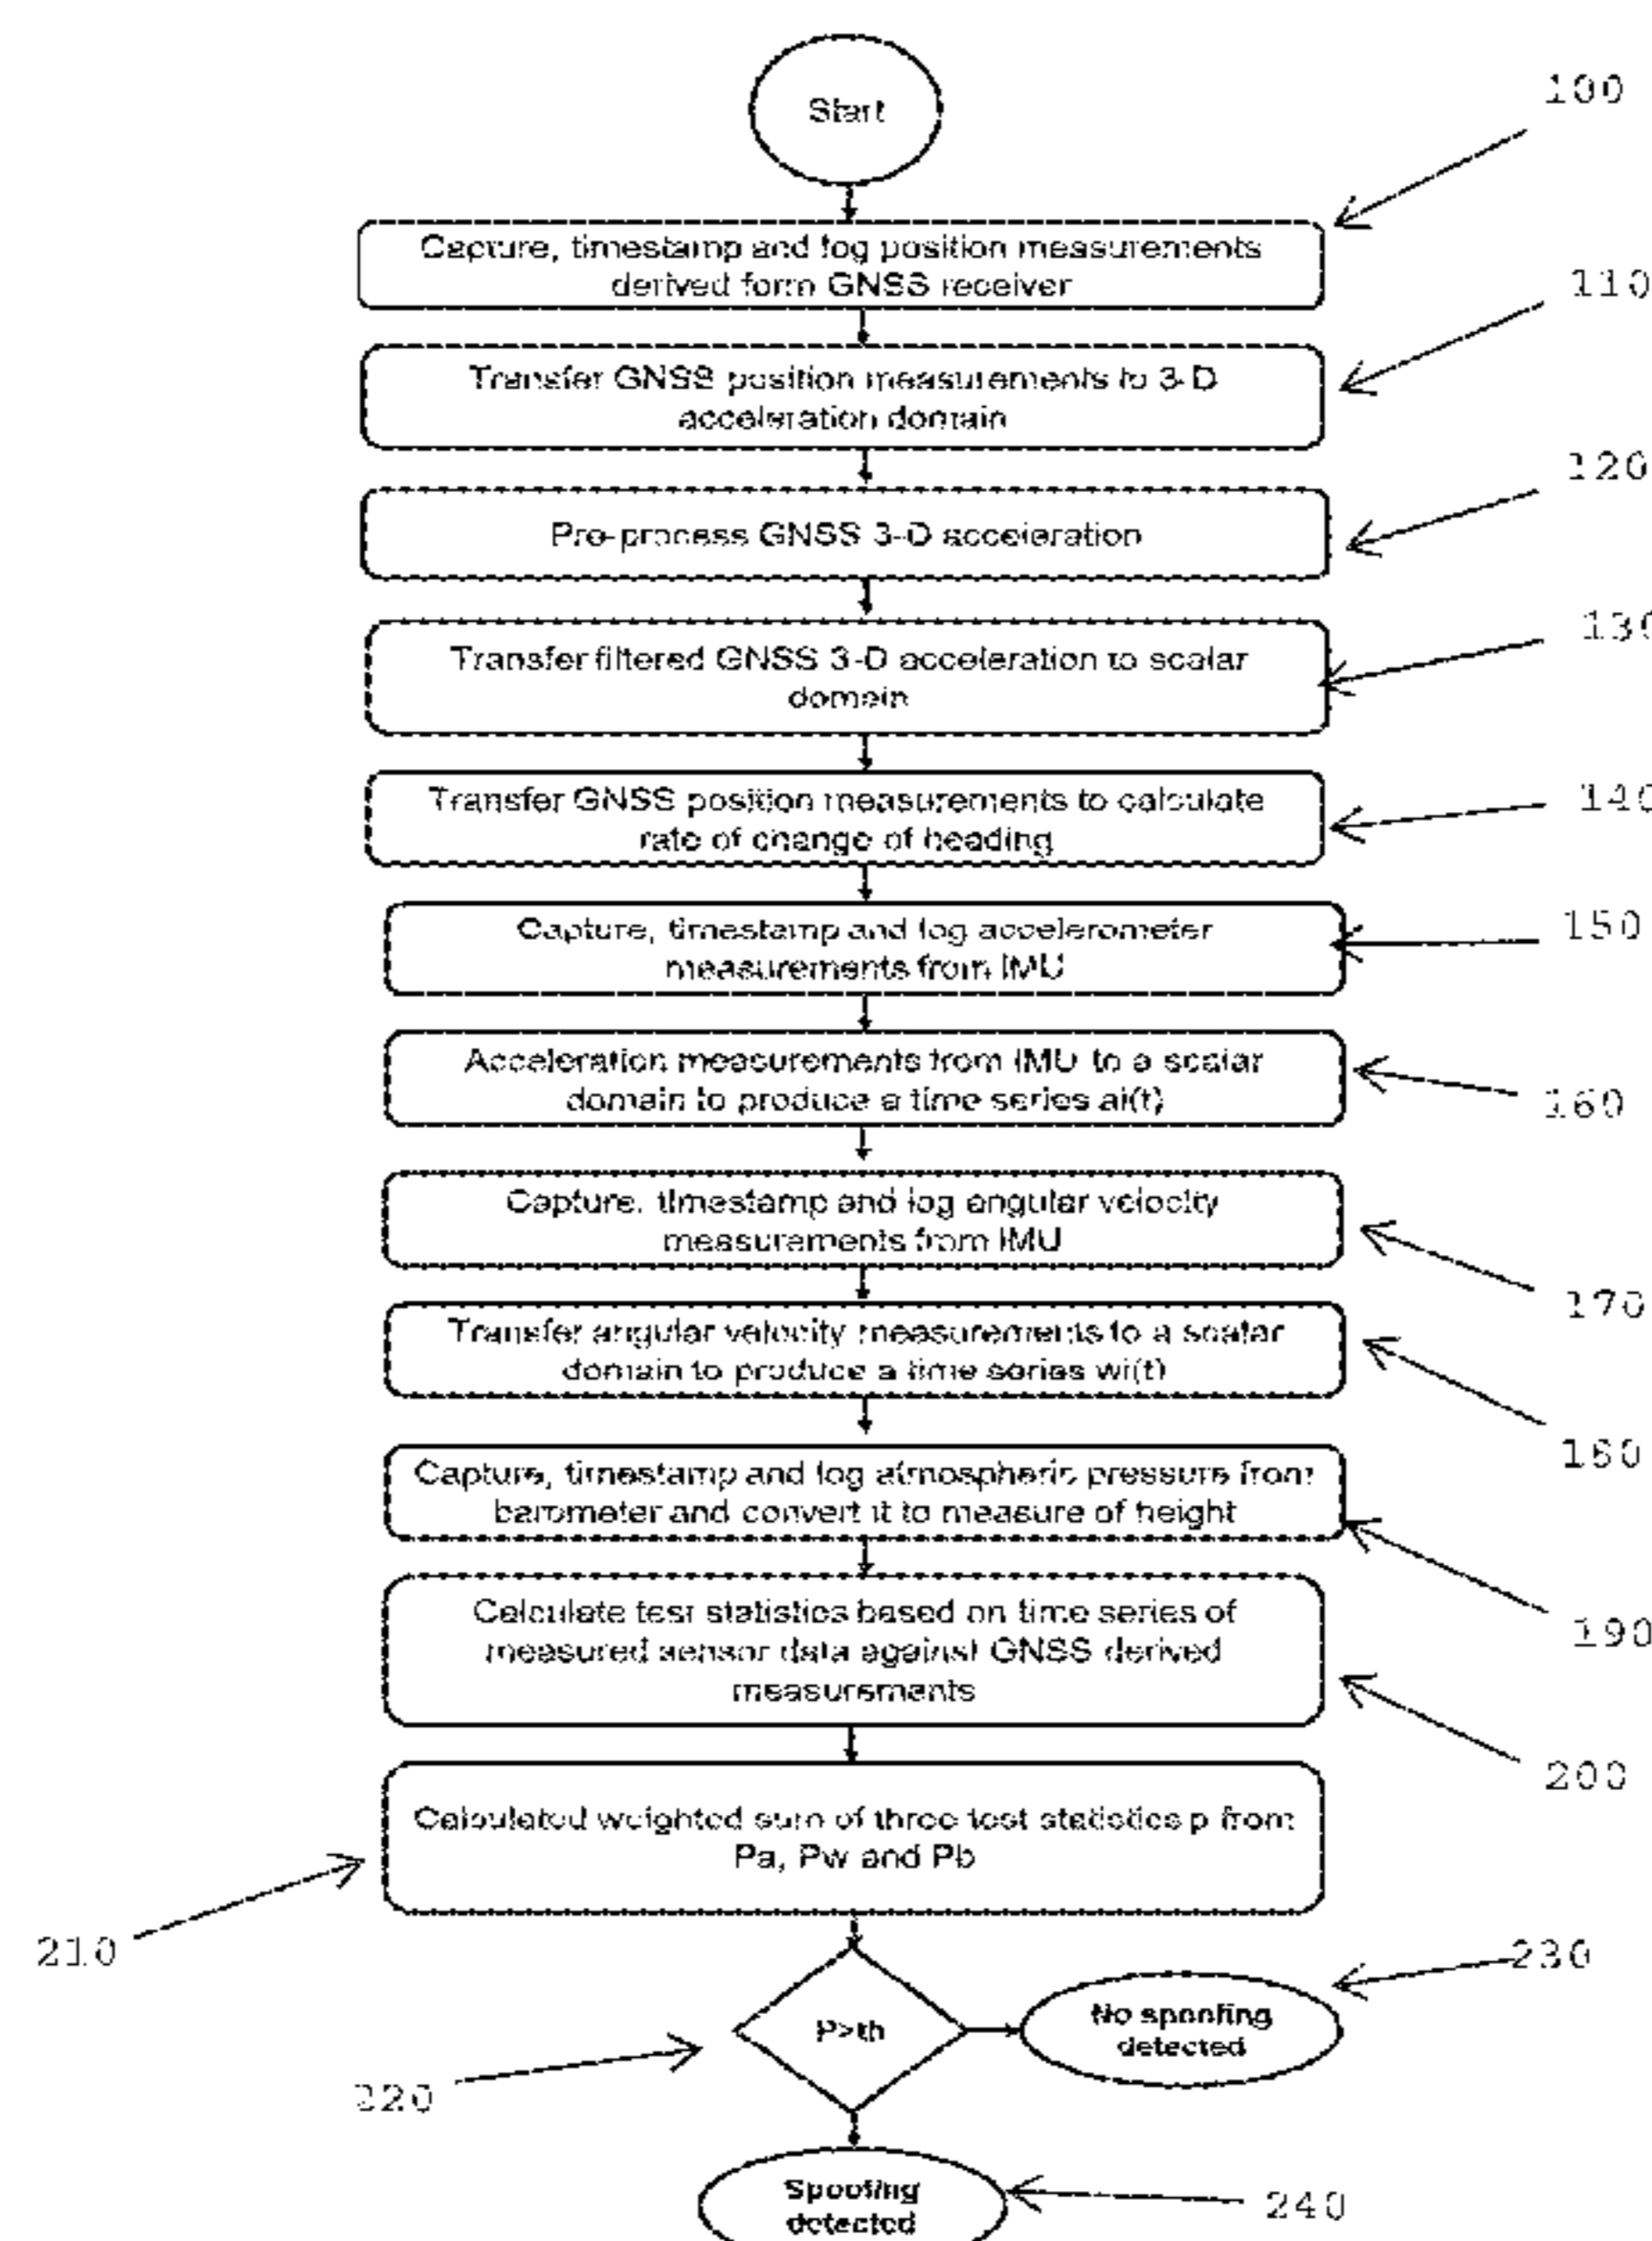 Start
100
Capture, timestamp and log position measurements
derived form GNSS receiver
110
Transfer GNSS position measurements to 3-D
acceleration domain
120
Pre-process GNSS 3-D acceleration
130
Transfer filtered GNSS 3-D acceleration to scalar
domain
140
Transfer GNSS position measurements to calculate
rate of change of heading
150
Capture, timestamp and log accelerometer
measurements from IMU
160
Acceleration measurements from IMU to a scalar
domain to produce a time series ai(t)
Capture, timestamp and log angular velocity
measurements from IMU
170
Transfer angular velocity measurements to a scalar
domain to produce a time series wi(t)
180
Capture, timestamp and log atmospheric pressure from
barometer and convert it to measure of height
190
Calculate test statistics based on time series of
measured sensor data against GNSS derived
measurements
200
Calculated weighted sum of three test statistics p from
Pa, Pw and Pb
210
230
P>th
No spoofing
detected
220
Spoofing
detected
240